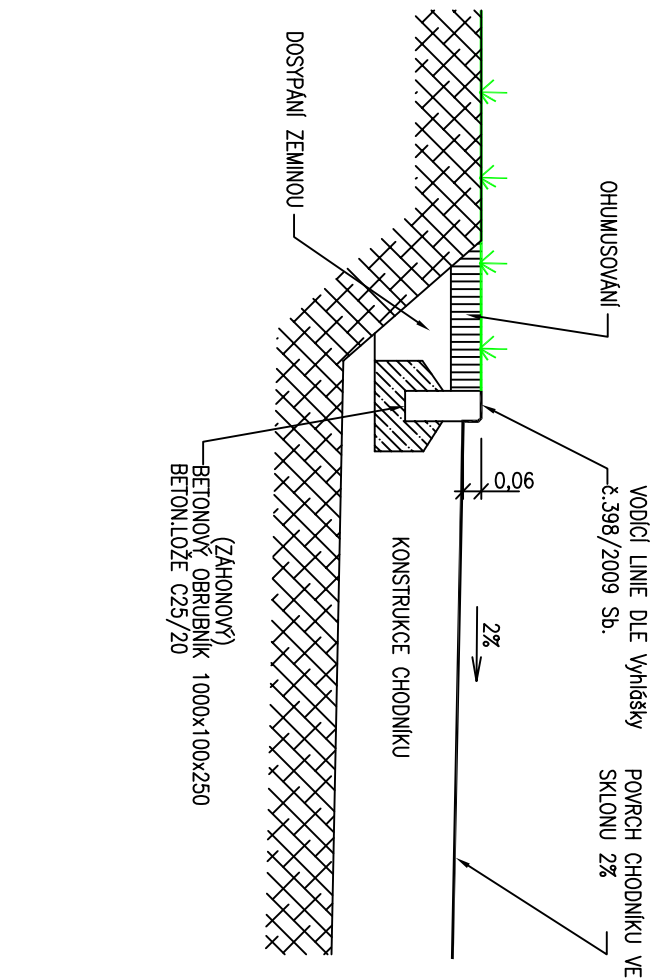 VODÍCÍ LINIE DLE Vyhlášky
č.398/2009 Sb.
POVRCH CHODNÍKU VE
SKLONU 2%
OHUMUSOVÁNÍ
DOSYPÁNÍ ZEMINOU
0,06
2%
KONSTRUKCE CHODNÍKU
(ZÁHONOVÝ)
BETONOVÝ OBRUBNÍK 1000x100x250
BETON.LOŽE C25/20